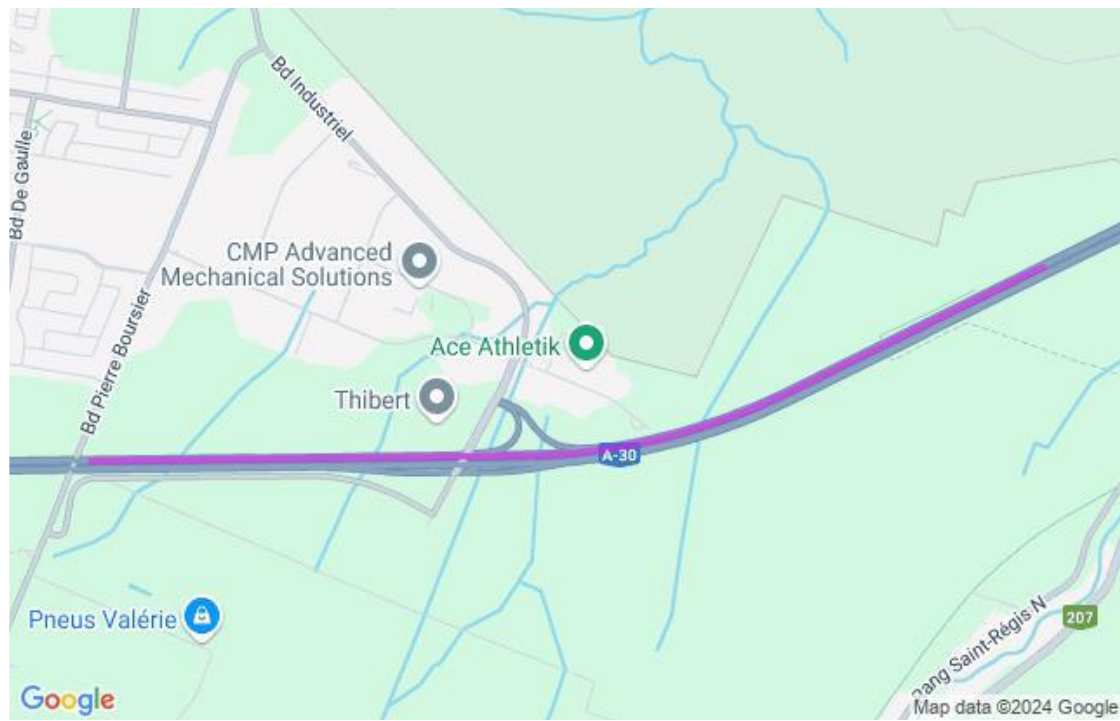 Bd Industriel
Bd De Gaulle
CMP Advanced
Mechanical Solutions
Bd Pierre Boursier
Ace Athletik
Thibert
A-30
Pneus Valérie
207
Rang Saint-Régis N
Google
Map data ©2024 Google